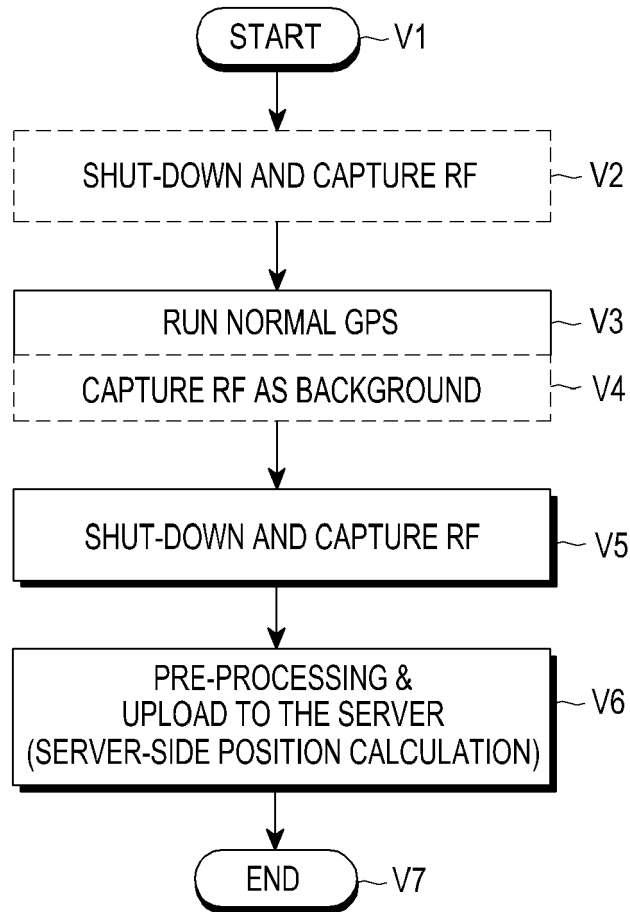 START V1
SHUT-DOWN AND CAPTURE RF V2
RUN NORMAL GPS V3
CAPTURE RF AS BACKGROUND V4
SHUT-DOWN AND CAPTURE RF V5
PRE-PROCESSING &
UPLOAD TO THE SERVER V6
(SERVER-SIDE POSITION CALCULATION)
END V7